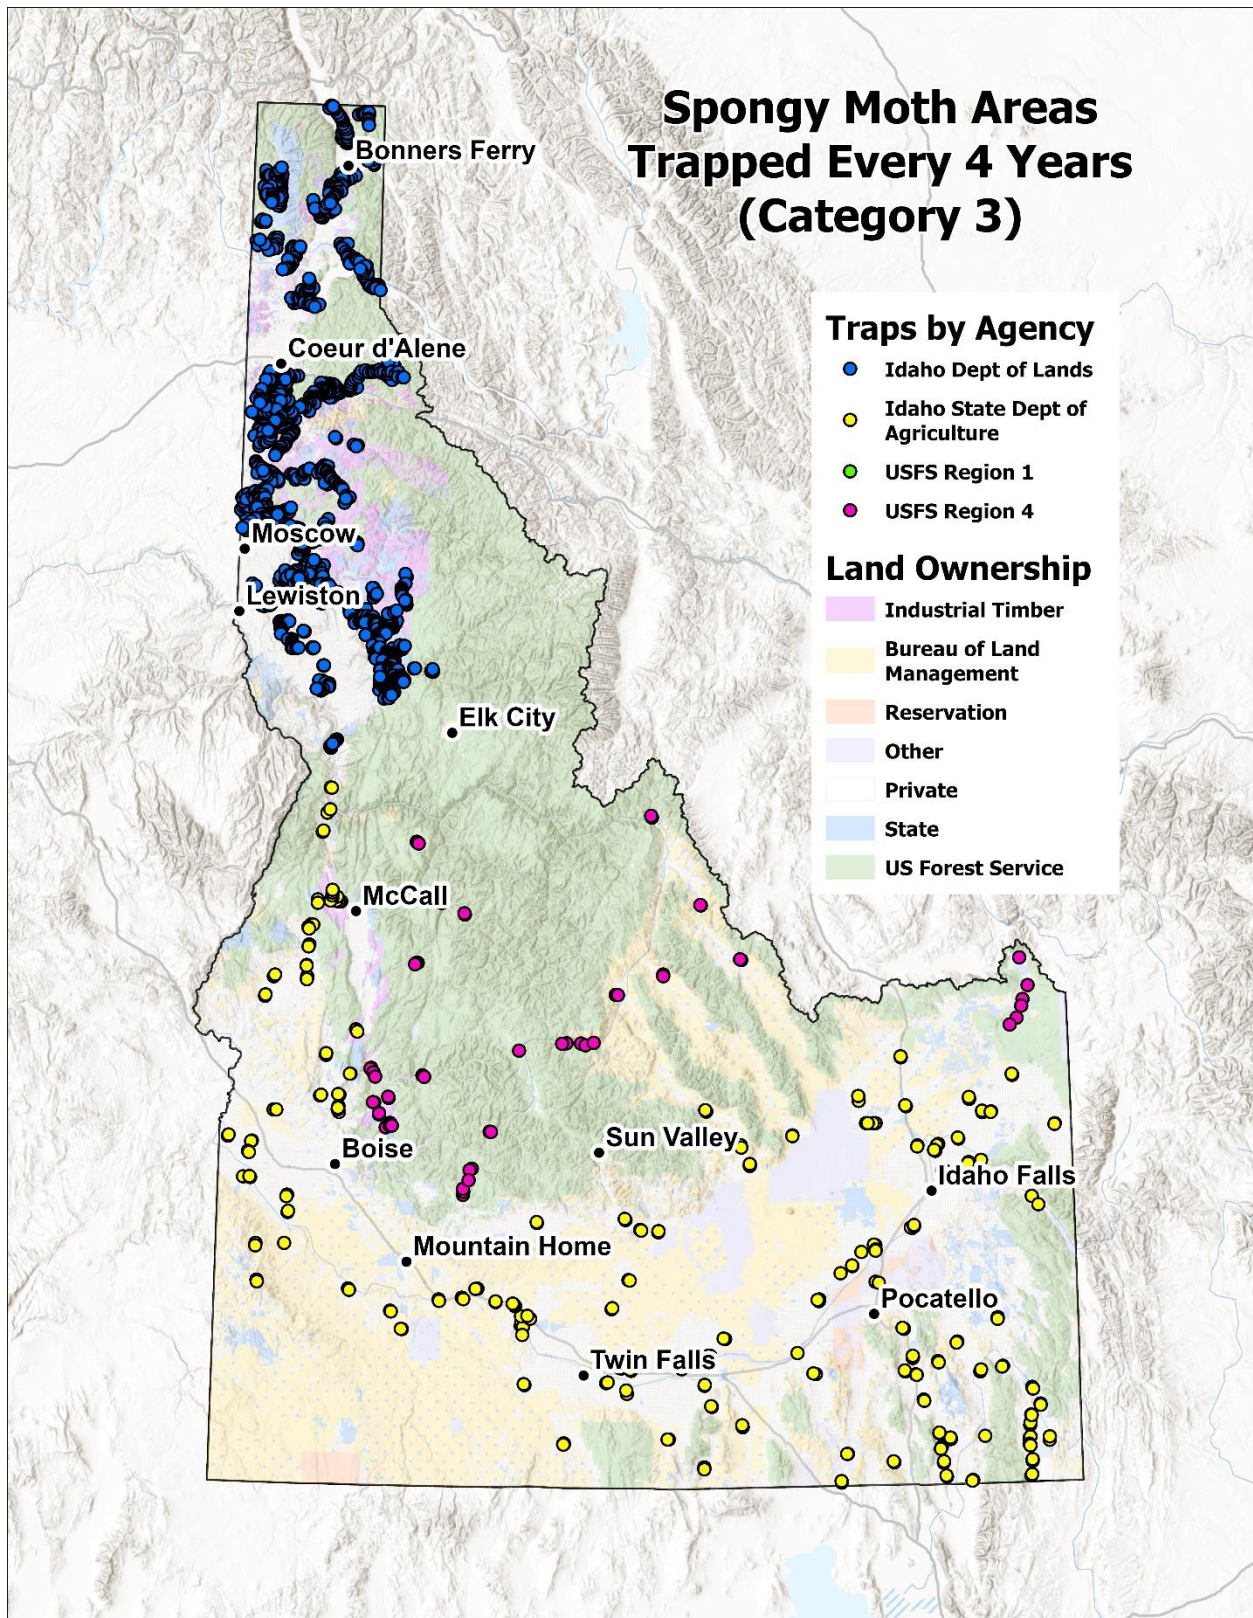 Spongy Moth Areas
Trapped Every 4 Years
(Category 3)
Bonners Ferry
Coeur d'Alene
Moscow
Lewiston
Elk City
McCall
Boise
Sun Valley
Idaho Falls
Mountain Home
Pocatello
Twin Falls
Traps by Agency
Idaho Dept of Lands
Idaho State Dept of
Agriculture
USFS Region 1
USFS Region 4
Land Ownership
Industrial Timber
Bureau of Land
Management
Reservation
Other
Private
State
US Forest Service